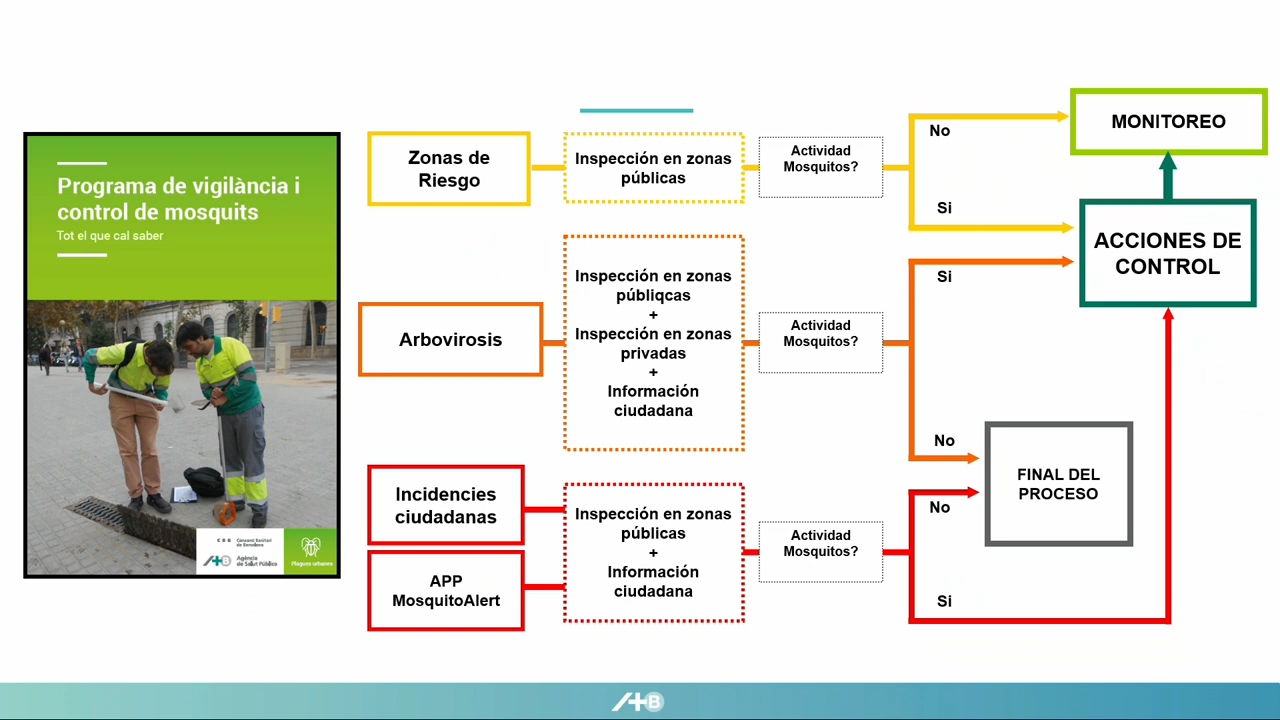 Programa de vigilància i
control de mosquits
Tot el que cal saber
CSB Consorci Sanitari
de Barcelona
Agència
de Salut Pública
Plagues urbanes
Zonas de
Riesgo
Inspección en zonas
públicas
Actividad
Mosquitos?
No
Si
MONITOREO
ACCIONES DE
CONTROL
Arbovirosis
Inspección en zonas
públiqcas
+
Inspección en zonas
privadas
+
Información
ciudadana
Actividad
Mosquitos?
Si
No
FINAL DEL
PROCESO
Incidencies
ciudadanas
APP
MosquitoAlert
Inspección en zonas
públicas
+
Información
ciudadana
Actividad
Mosquitos?
No
Si